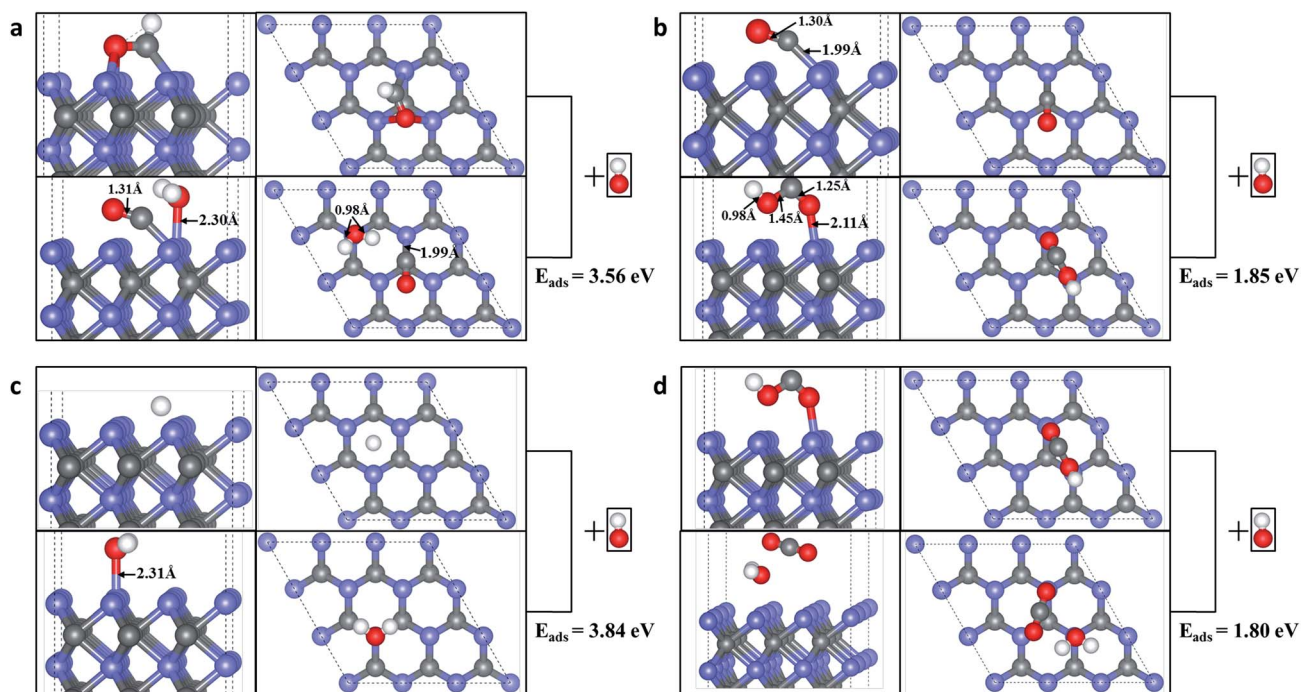 a
1.31Å
2.30Å
0.98Å
1.99Å
+
E_ads = 3.56 eV
b
1.30Å
1.99Å
0.98Å
1.45Å
1.25Å
2.11Å
+
E_ads = 1.85 eV
c
2.31Å
+
E_ads = 3.84 eV
d
+
E_ads = 1.80 eV